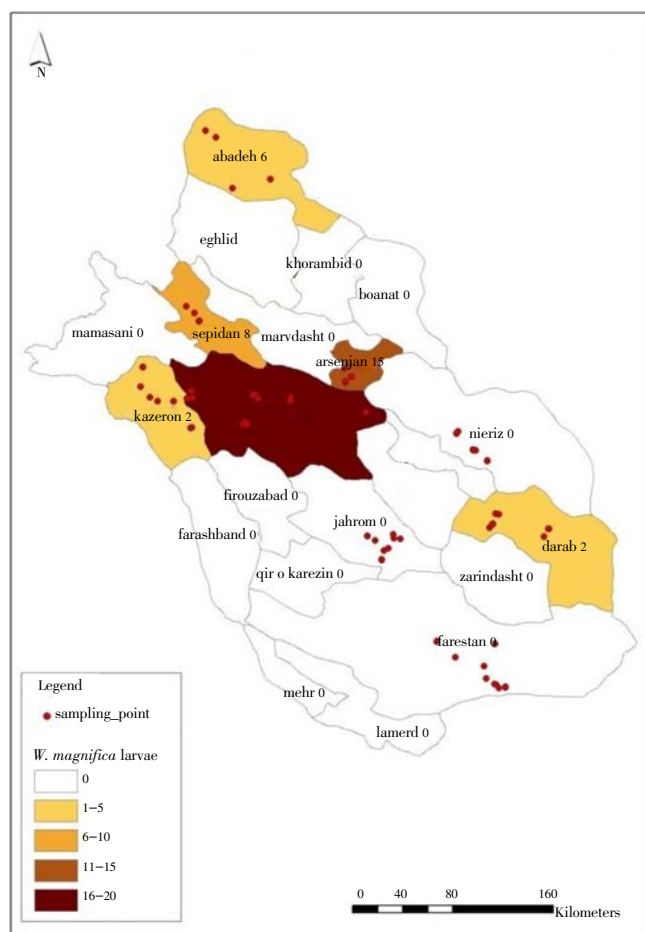 N
abadeh 6
eghlid
khorambid 0
boanat 0
mamasani 0
sepidan 8
marvdasht 0
arsenjan 15
kazeron 2
nieriz 0
firouzabad 0
jahrom 0
farashband 0
darab 2
qir o karezin 0
zarindasht 0
farestan 0
mehr 0
lamerd 0
Legend
sampling_point
W. magnifica larvae
0
1–5
6–10
11–15
16–20
0 40 80 160
Kilometers